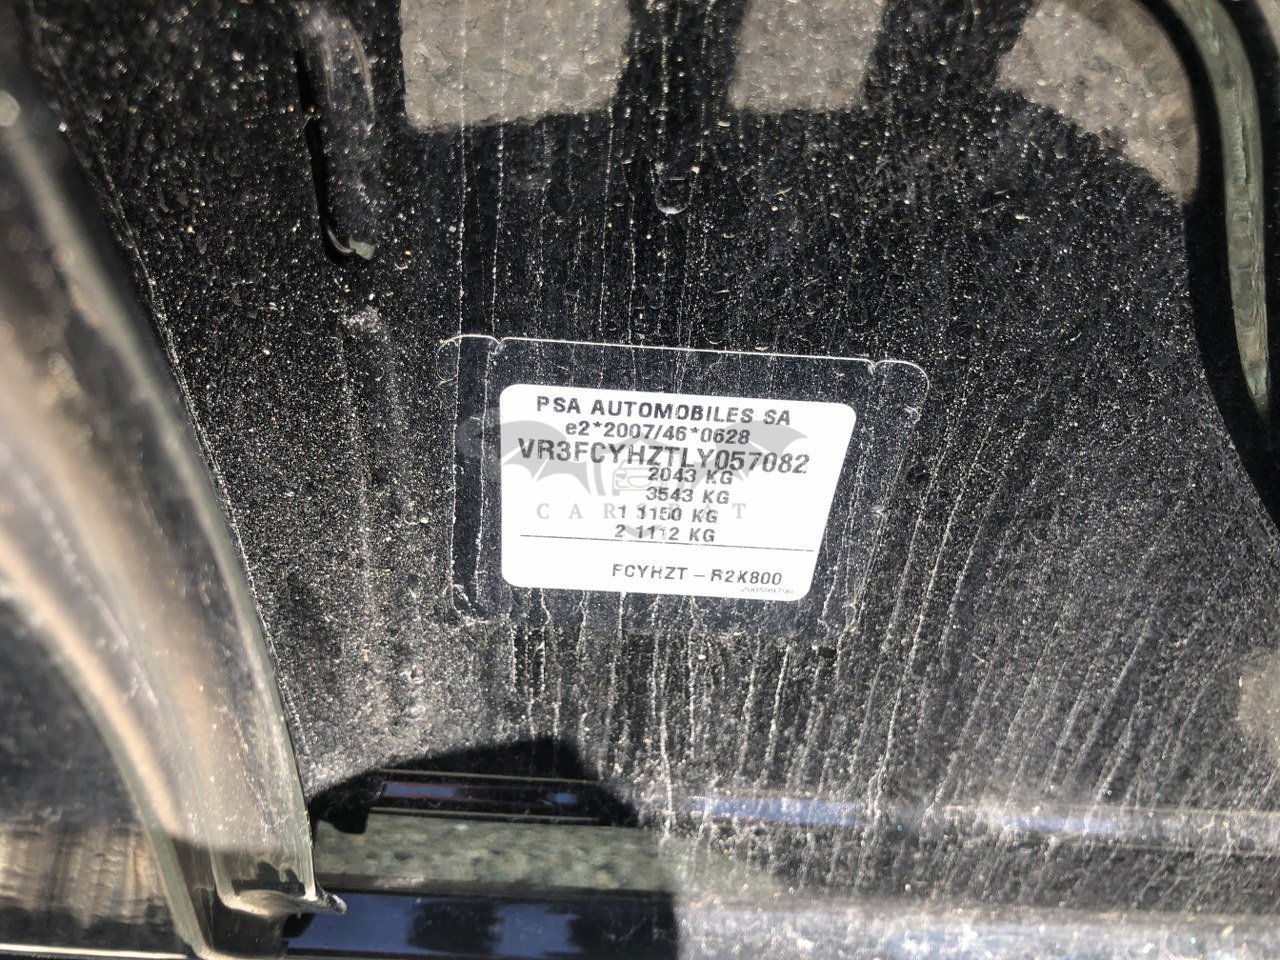 PSA AUTOMOBILES SA
e2*2007/46*0628
VR3FCYHZTLY057082
2043 KG
3543 KG
1 1150 KG
2 1112 KG
FCYHZT - R2K800